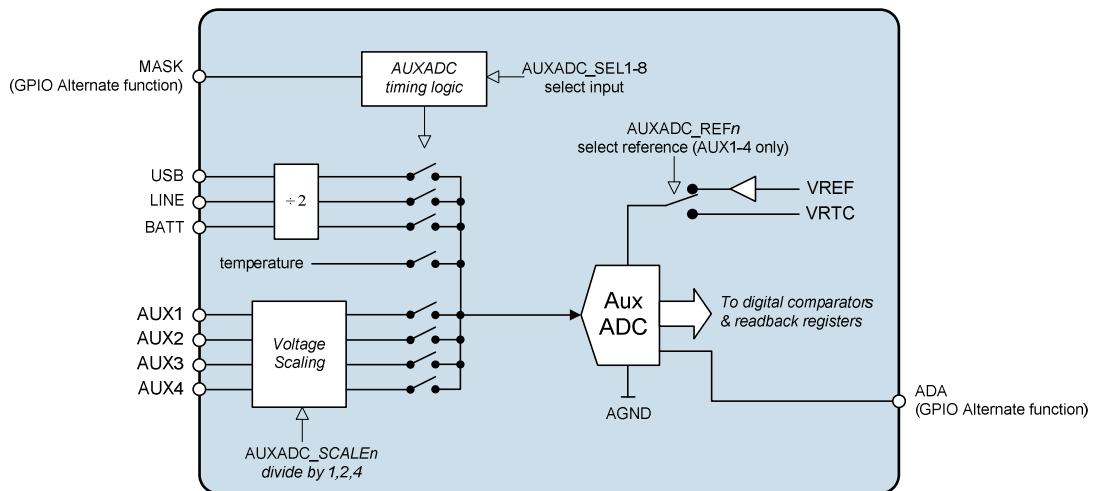 MASK
(GPIO Alternate function)
AUXADC
timing logic
AUXADC_SEL1-8
select input
AUXADC_REFn
select reference (AUX1-4 only)
USB
LINE
BATT
÷2
VREF
VRTC
temperature
AUX1
AUX2
AUX3
AUX4
Voltage
Scaling
Aux
ADC
To digital comparators
& readback registers
AGND
ADA
(GPIO Alternate function)
AUXADC_SCALEn
divide by 1,2,4